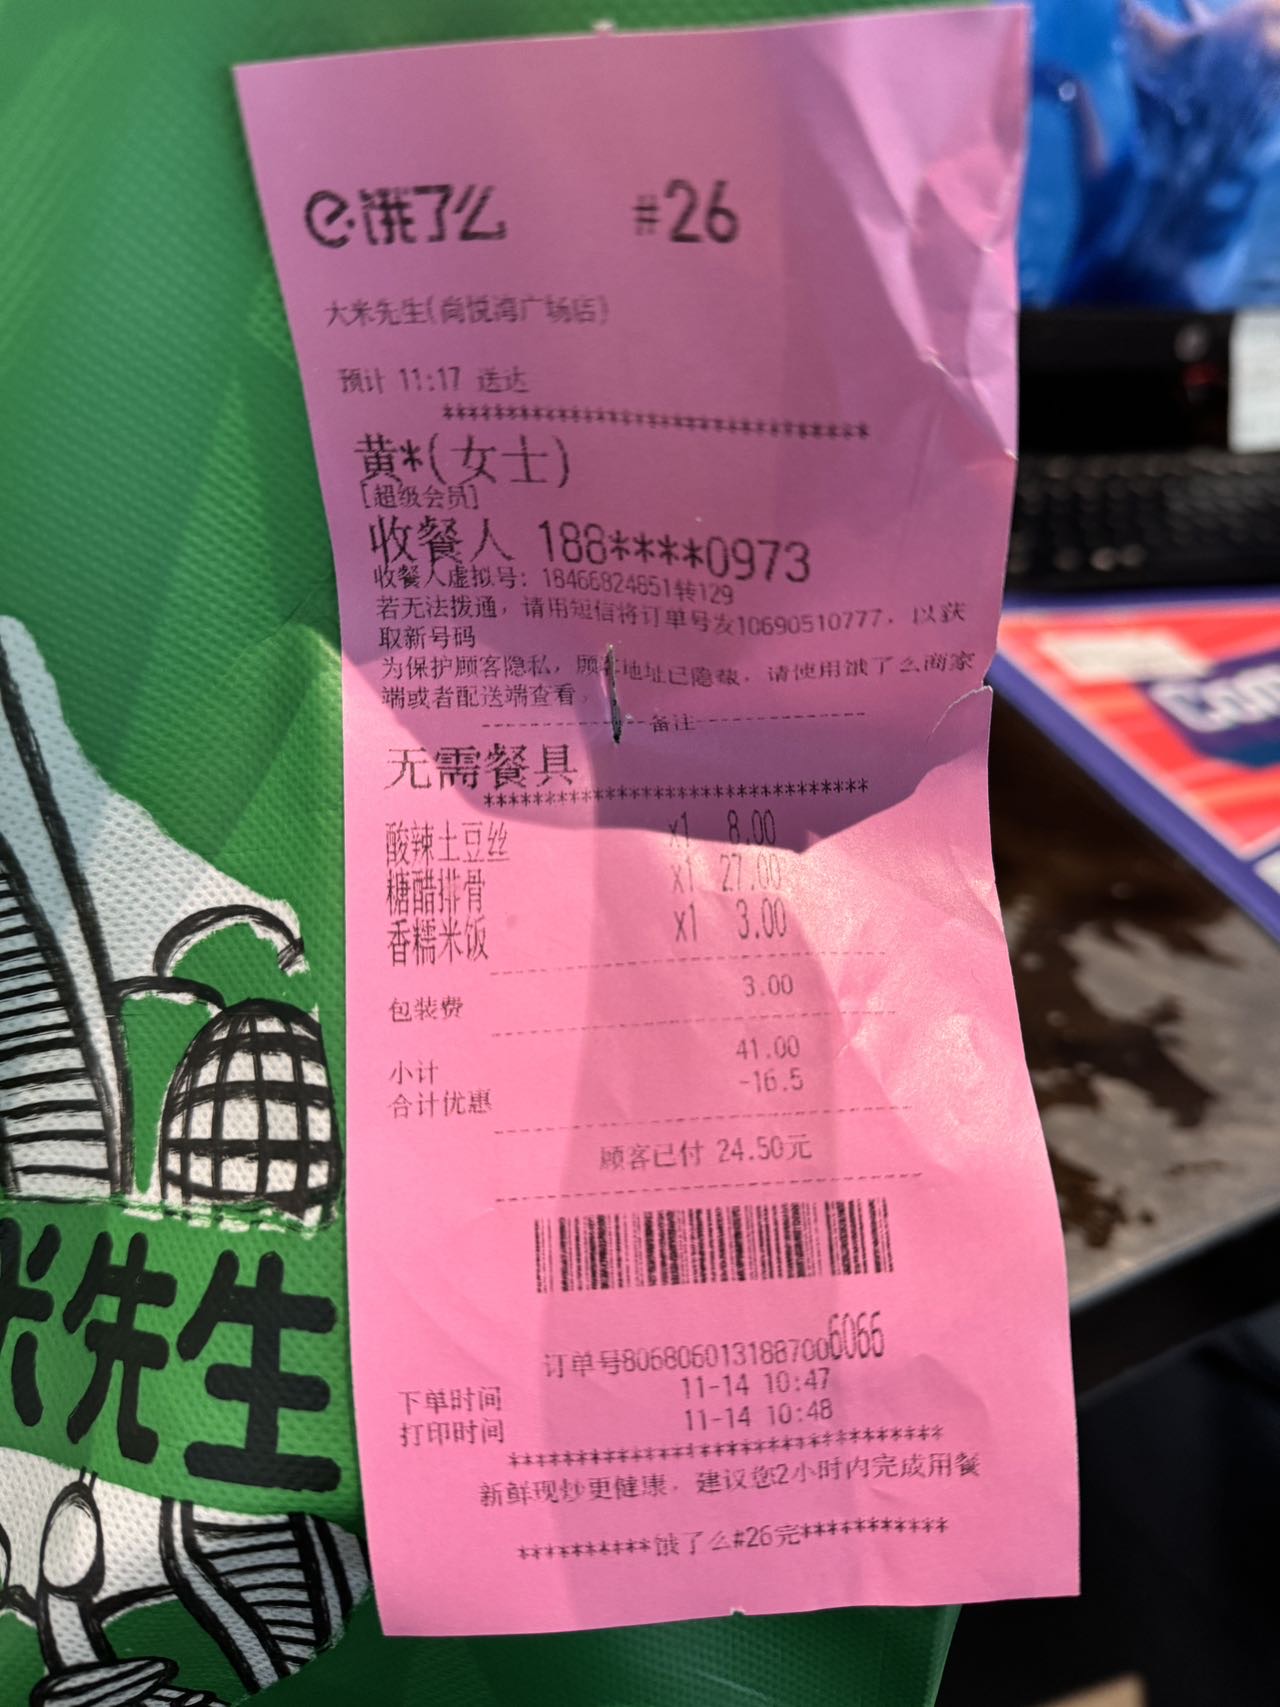 e饿了么 #26
大米先生(尚悦湾广场店)
预计 11:17 送达
*********************************
黄*(女士)
[超级会员]
收餐人 188****0973
收餐人虚拟号: 18466824851转129
若无法拨通，请用短信将订单号发10690510777，以获
取新号码
为保护顾客隐私，顾客地址已隐藏，请使用饿了么商家
端或者配送端查看。
备注
无需餐具
******************************
酸辣土豆丝 x1 8.00
糖醋排骨 x1 27.00
香糯米饭 x1 3.00
包装费 3.00
小计 41.00
合计优惠 -16.5
顾客已付 24.50元
订单号8068060131887006066
下单时间 11-14 10:47
打印时间 11-14 10:48
*********************************
新鲜现炒更健康，建议您2小时内完成用餐
**********饿了么#26完***********
米先生
Com